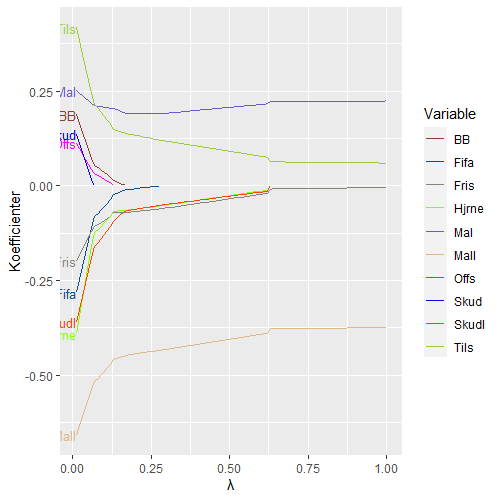 Tils
Mal
BB
Skud
Offs
Fris
Fifa
Skudl
rne
Mall
0.25
0.00
-0.25
-0.50
Koefficienter
0.00 0.25 0.50 0.75 1.00
λ
Variable
BB
Fifa
Fris
Hjrne
Mal
Mall
Offs
Skud
Skudl
Tils